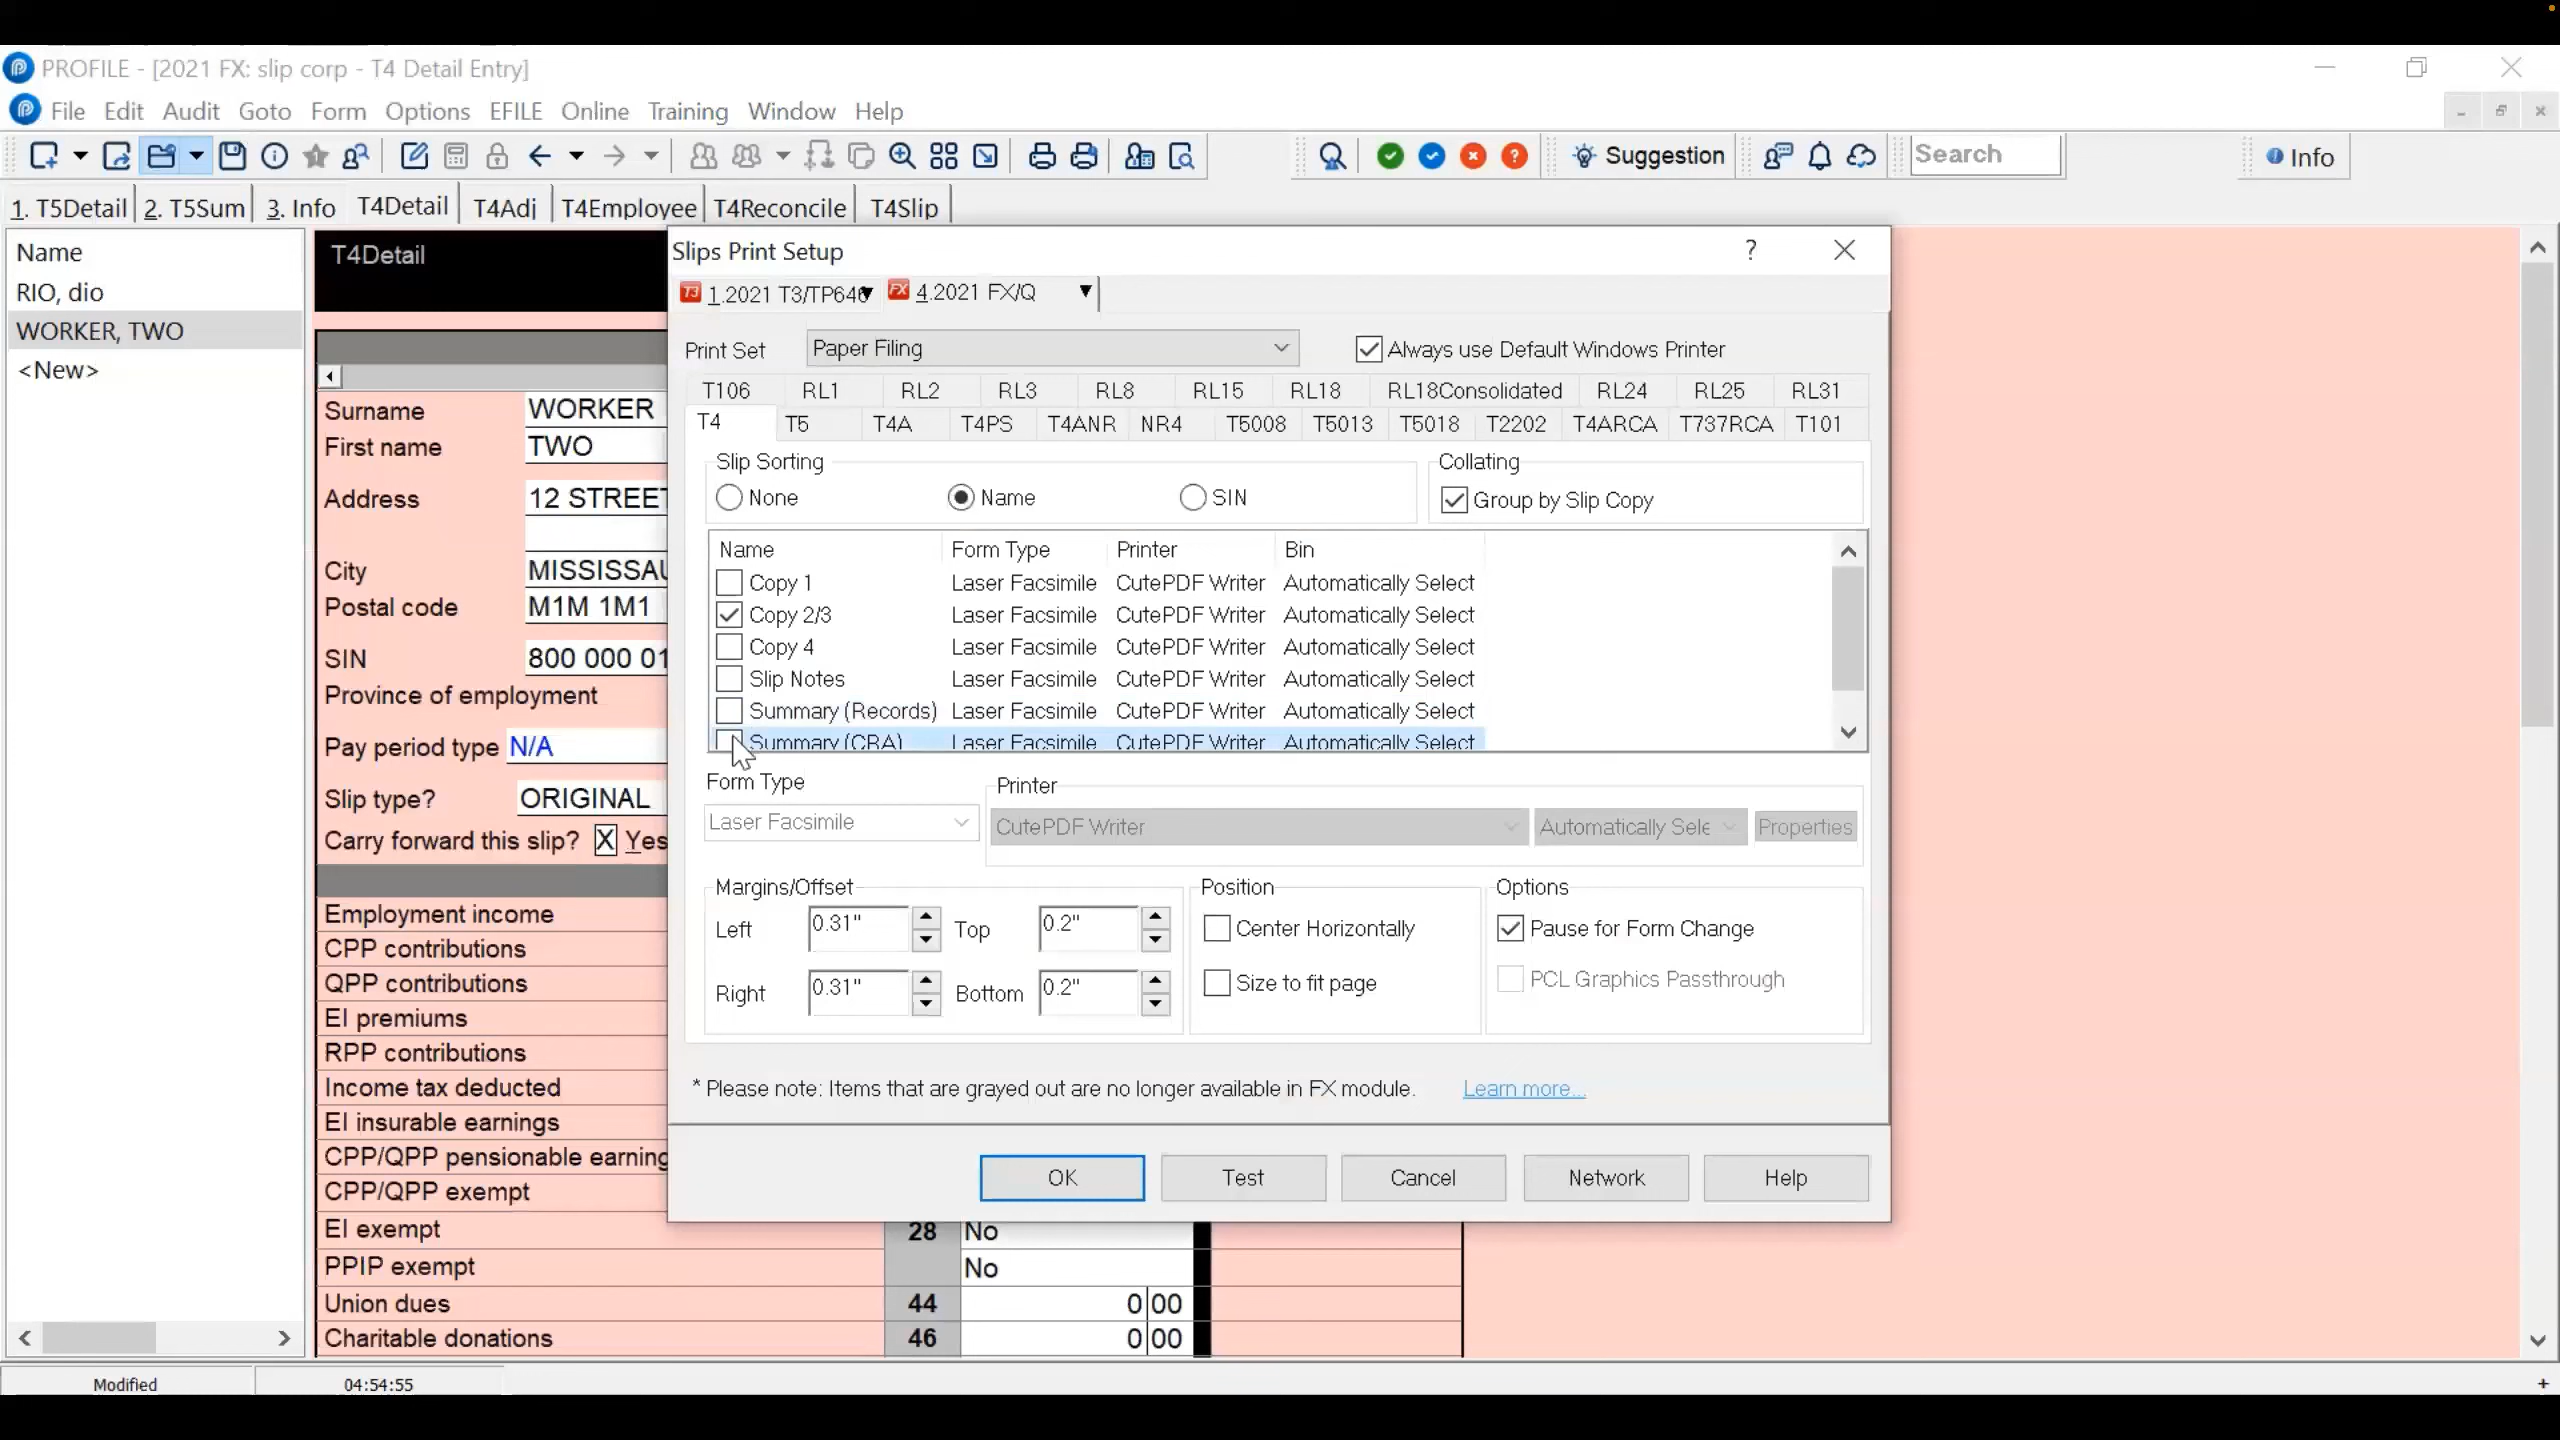 PROFILE - [2021 FX: slip corp - T4 Detail Entry]
File Edit Audit Goto Form Options EFILE Online Training Window Help
Suggestion Search Info
1. T5Detail 2. T5Sum 3. Info T4Detail T4Adj T4Employee T4Reconcile T4Slip
Name
RIO, dio
WORKER, TWO
<New>
T4Detail
Surname WORKER
First name TWO
Address 12 STREET
City MISSISSAU
Postal code M1M 1M1
SIN 800 000 01
Province of employment
Pay period type N/A
Slip type? ORIGINAL
Carry forward this slip? X Yes
Employment income
CPP contributions
QPP contributions
EI premiums
RPP contributions
Income tax deducted
EI insurable earnings
CPP/QPP pensionable earning
CPP/QPP exempt
EI exempt 28 No
PPIP exempt No
Union dues 44 0 00
Charitable donations 46 0 00
Slips Print Setup ?
T3 1.2021 T3/TP646 FX 4.2021 FX/Q
Print Set Paper Filing Always use Default Windows Printer
T106 RL1 RL2 RL3 RL8 RL15 RL18 RL18Consolidated RL24 RL25 RL31
T4 T5 T4A T4PS T4ANR NR4 T5008 T5013 T5018 T2202 T4ARCA T737RCA T101
Slip Sorting Collating
None Name SIN Group by Slip Copy
Name Form Type Printer Bin
Copy 1 Laser Facsimile CutePDF Writer Automatically Select
Copy 2/3 Laser Facsimile CutePDF Writer Automatically Select
Copy 4 Laser Facsimile CutePDF Writer Automatically Select
Slip Notes Laser Facsimile CutePDF Writer Automatically Select
Summary (Records) Laser Facsimile CutePDF Writer Automatically Select
Summary (CRA) Laser Facsimile CutePDF Writer Automatically Select
Form Type Printer
Laser Facsimile CutePDF Writer Automatically Sele Properties
Margins/Offset Position Options
Left 0.31" Top 0.2" Center Horizontally Pause for Form Change
Right 0.31" Bottom 0.2" Size to fit page PCL Graphics Passthrough
* Please note: Items that are grayed out are no longer available in FX module. Learn more...
OK Test Cancel Network Help
Modified 04:54:55